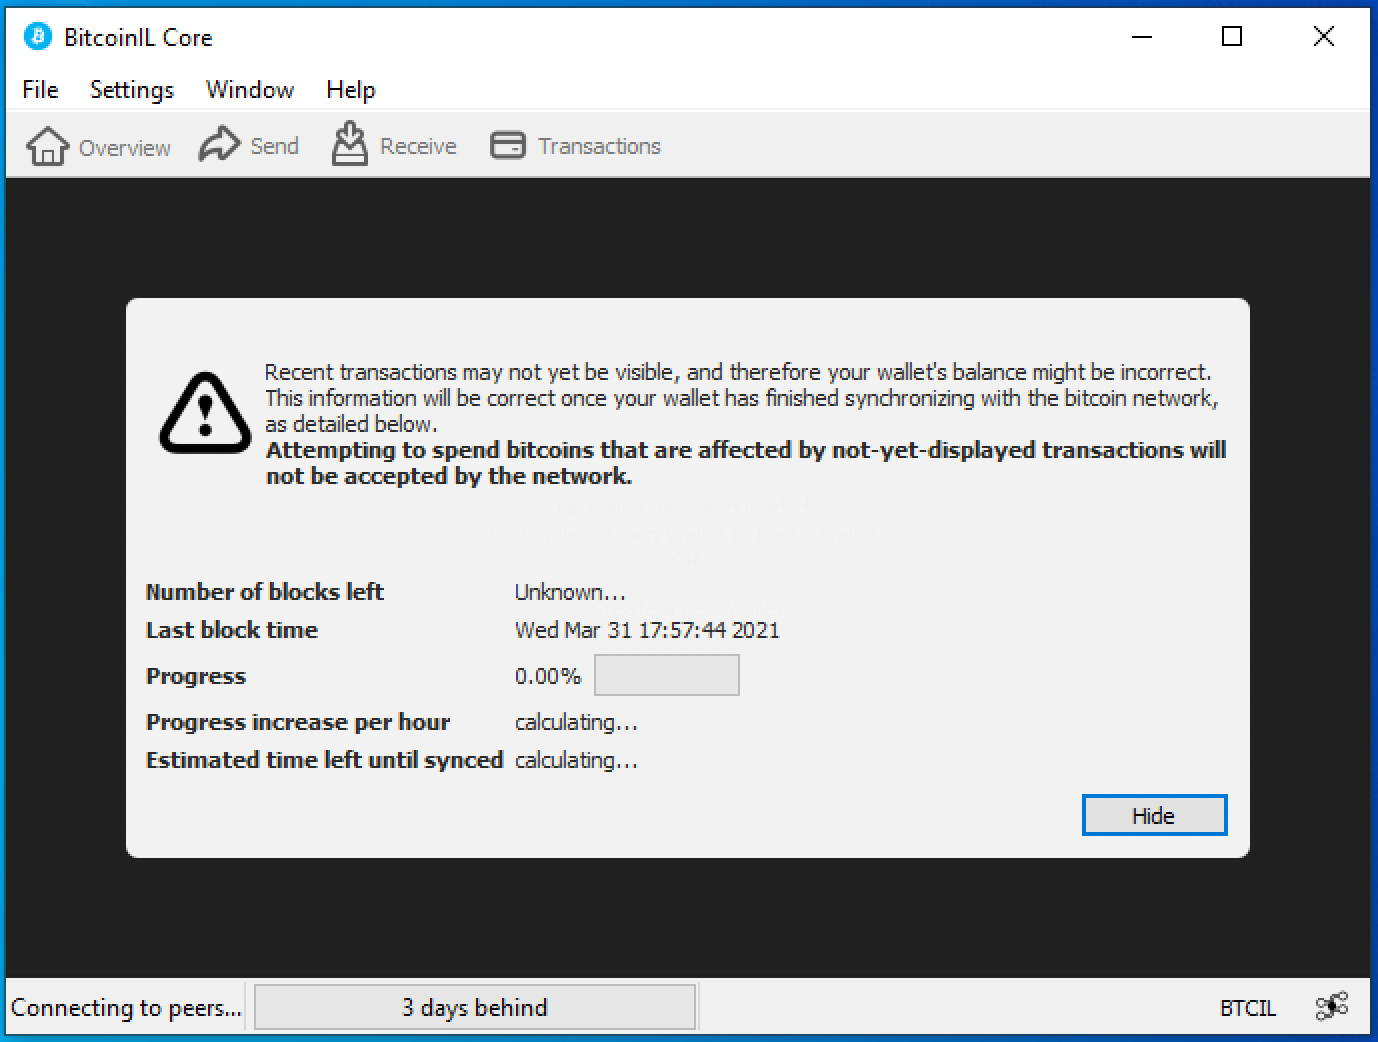 BitcoinIL Core
File Settings Window Help
Overview Send Receive Transactions
Recent transactions may not yet be visible, and therefore your wallet's balance might be incorrect.
This information will be correct once your wallet has finished synchronizing with the bitcoin network,
as detailed below.
Attempting to spend bitcoins that are affected by not-yet-displayed transactions will
not be accepted by the network.
Number of blocks left Unknown...
Last block time Wed Mar 31 17:57:44 2021
Progress 0.00%
Progress increase per hour calculating...
Estimated time left until synced calculating...
Hide
Connecting to peers... 3 days behind BTCIL